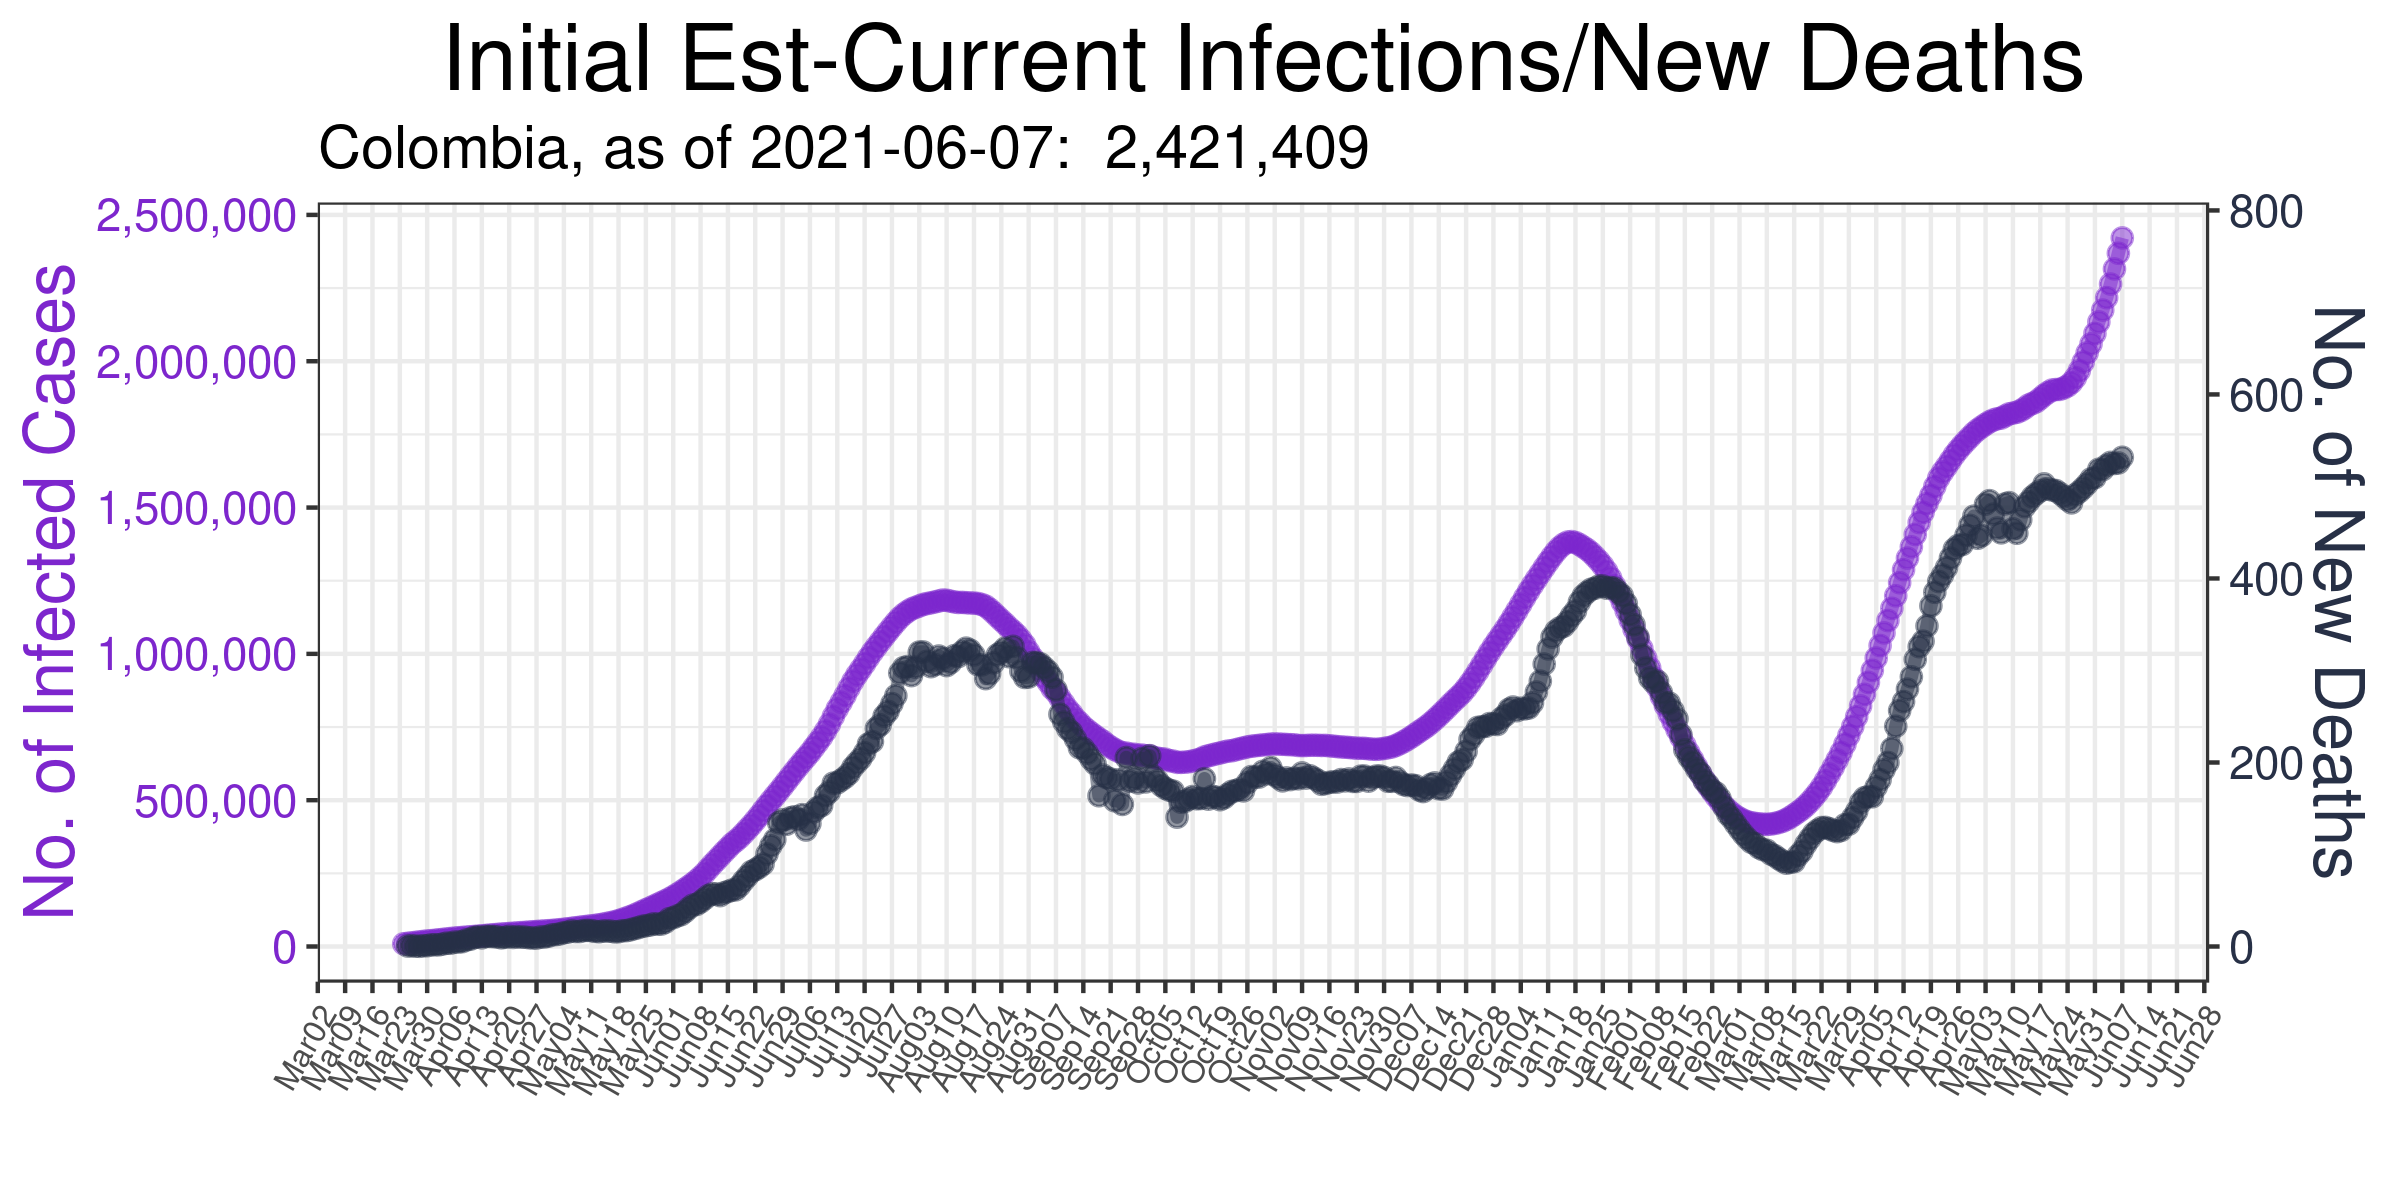 Initial Est-Current Infections/New Deaths
Colombia, as of 2021-06-07:  2,421,409
No. of Infected Cases
2,500,000
2,000,000
1,500,000
1,000,000
500,000
0
800
600
400
200
0
No. of New Deaths
Mar02
Mar09
Mar16
Mar23
Mar30
Apr06
Apr13
Apr20
Apr27
May04
May11
May18
May25
Jun01
Jun08
Jun15
Jun22
Jun29
Jul06
Jul13
Jul20
Jul27
Aug03
Aug10
Aug17
Aug24
Aug31
Sep07
Sep14
Sep21
Sep28
Oct05
Oct12
Oct19
Oct26
Nov02
Nov09
Nov16
Nov23
Nov30
Dec07
Dec14
Dec21
Dec28
Jan04
Jan11
Jan18
Jan25
Feb01
Feb08
Feb15
Feb22
Mar01
Mar08
Mar15
Mar22
Mar29
Apr05
Apr12
Apr19
Apr26
May03
May10
May17
May24
May31
Jun07
Jun14
Jun21
Jun28